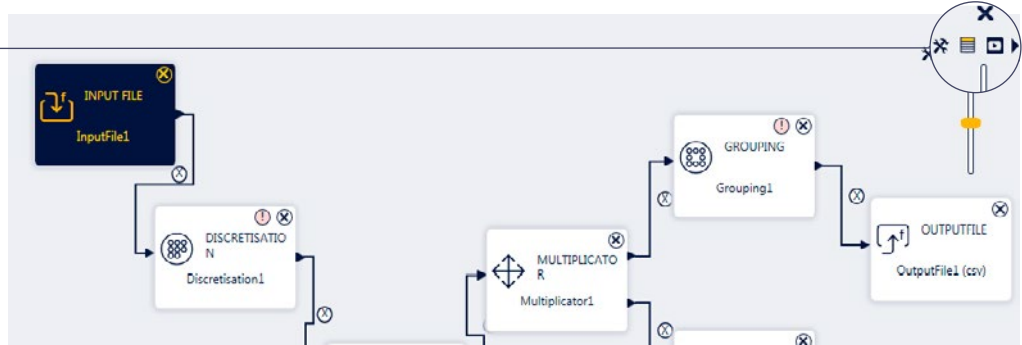 INPUT FILE
InputFile1
DISCRETISATIO
N
Discretisation1
MULTIPLICATO
R
Multiplicator1
GROUPING
Grouping1
OUTPUTFILE
OutputFile1 (csv)